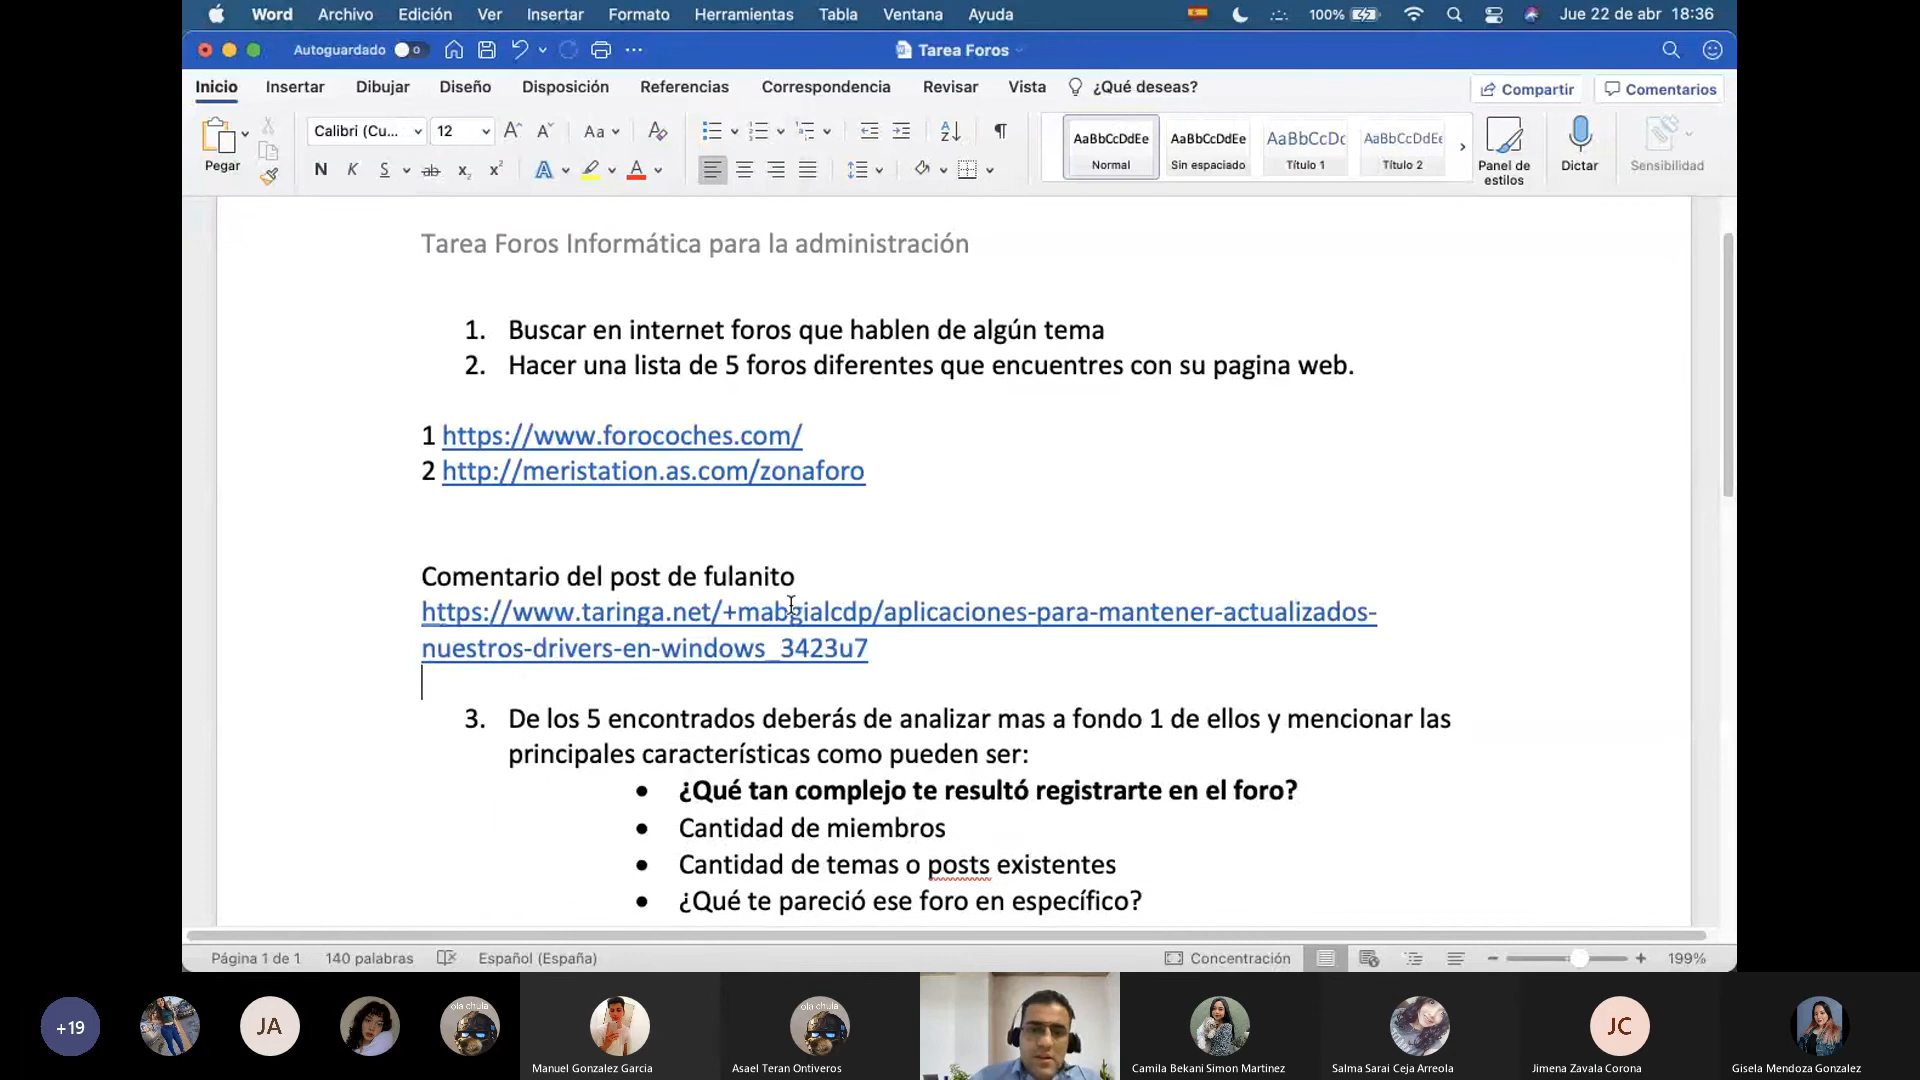 Word Archivo Edición Ver Insertar Formato Herramientas Tabla Ventana Ayuda 100% Jue 22 de abr 18:36
Autoguardado Tarea Foros
Inicio Insertar Dibujar Diseño Disposición Referencias Correspondencia Revisar Vista ¿Qué deseas? Compartir Comentarios
Pegar Calibri (Cu... 12 Aa AaBbCcDdEe AaBbCcDdEe AaBbCcDc AaBbCcDdEe
N K S ab x₂ x² A A Normal Sin espaciado Título 1 Título 2 Panel de estilos Dictar Sensibilidad
Tarea Foros Informática para la administración
1. Buscar en internet foros que hablen de algún tema
2. Hacer una lista de 5 foros diferentes que encuentres con su pagina web.
1 https://www.forocoches.com/
2 http://meristation.as.com/zonaforo
Comentario del post de fulanito
https://www.taringa.net/+mabgialcdp/aplicaciones-para-mantener-actualizados-
nuestros-drivers-en-windows_3423u7
3. De los 5 encontrados deberás de analizar mas a fondo 1 de ellos y mencionar las
principales características como pueden ser:
• ¿Qué tan complejo te resultó registrarte en el foro?
• Cantidad de miembros
• Cantidad de temas o posts existentes
• ¿Qué te pareció ese foro en específico?
Página 1 de 1 140 palabras Español (España) Concentración 199%
+19 JA ola chula ola chula JC
Manuel Gonzalez Garcia Asael Teran Ontiveros Camila Bekani Simon Martinez Salma Sarai Ceja Arreola Jimena Zavala Corona Gisela Mendoza Gonzalez